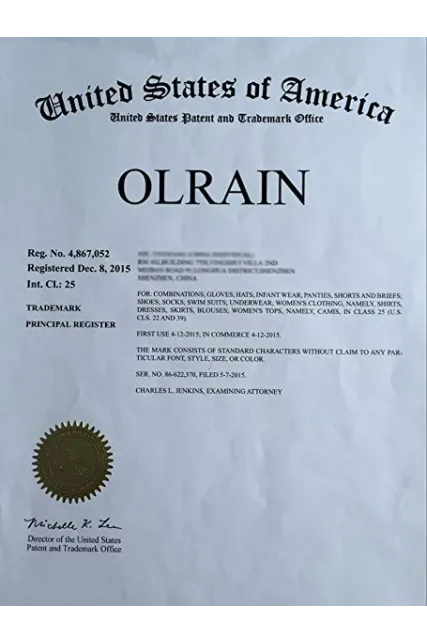 United States of America
United States Patent and Trademark Office
OLRAIN
Reg. No. 4,867,052
Registered Dec. 8, 2015
Int. Cl.: 25
TRADEMARK
PRINCIPAL REGISTER
SHENZHEN, CHINA
FOR: COMBINATIONS; GLOVES; HATS; INFANT WEAR; PANTIES, SHORTS AND BRIEFS;
SHOES; SOCKS; SWIM SUITS; UNDERWEAR; WOMEN'S CLOTHING, NAMELY, SHIRTS,
DRESSES, SKIRTS, BLOUSES; WOMEN'S TOPS, NAMELY, CAMIS, IN CLASS 25 (U.S.
CLS. 22 AND 39).
FIRST USE 4-12-2015; IN COMMERCE 4-12-2015.
THE MARK CONSISTS OF STANDARD CHARACTERS WITHOUT CLAIM TO ANY PAR-
TICULAR FONT, STYLE, SIZE, OR COLOR.
SER. NO. 86-622,370, FILED 5-7-2015.
CHARLES L. JENKINS, EXAMINING ATTORNEY
Michelle K. Lee
Director of the United States
Patent and Trademark Office